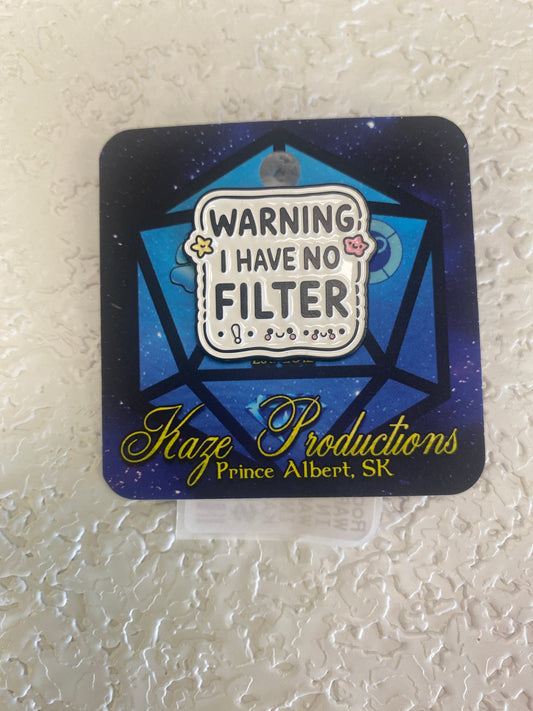 WARNING
I HAVE NO
FILTER
Kaze Productions
Prince Albert, SK